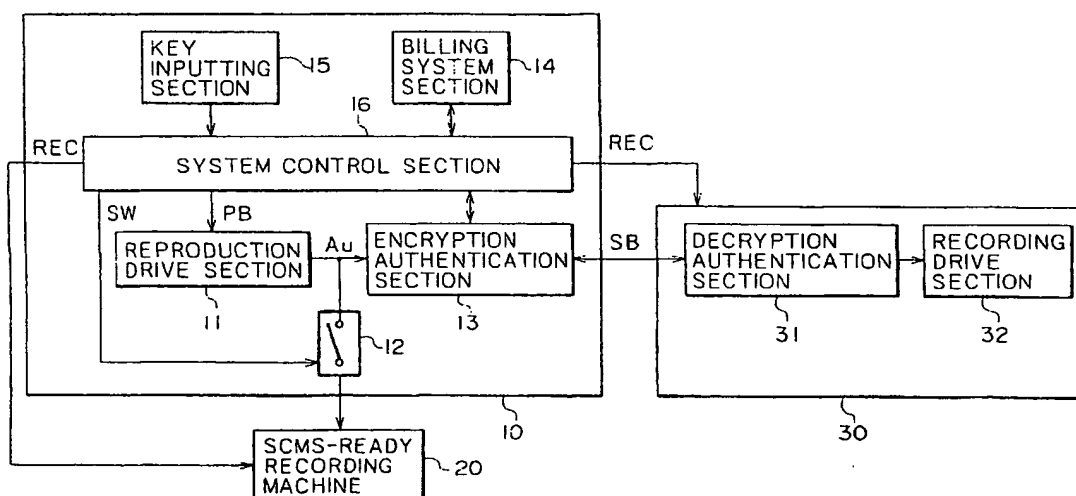 KEY
INPUTTING
SECTION
15
BILLING
SYSTEM
SECTION
14
16
REC
SYSTEM CONTROL SECTION
REC
SW
PB
REPRODUCTION
DRIVE SECTION
11
Au
ENCRYPTION
AUTHENTICATION
SECTION
13
SB
DECRYPTION
AUTHENTICATION
SECTION
31
RECORDING
DRIVE
SECTION
32
12
10
30
SCMS-READY
RECORDING
MACHINE
20